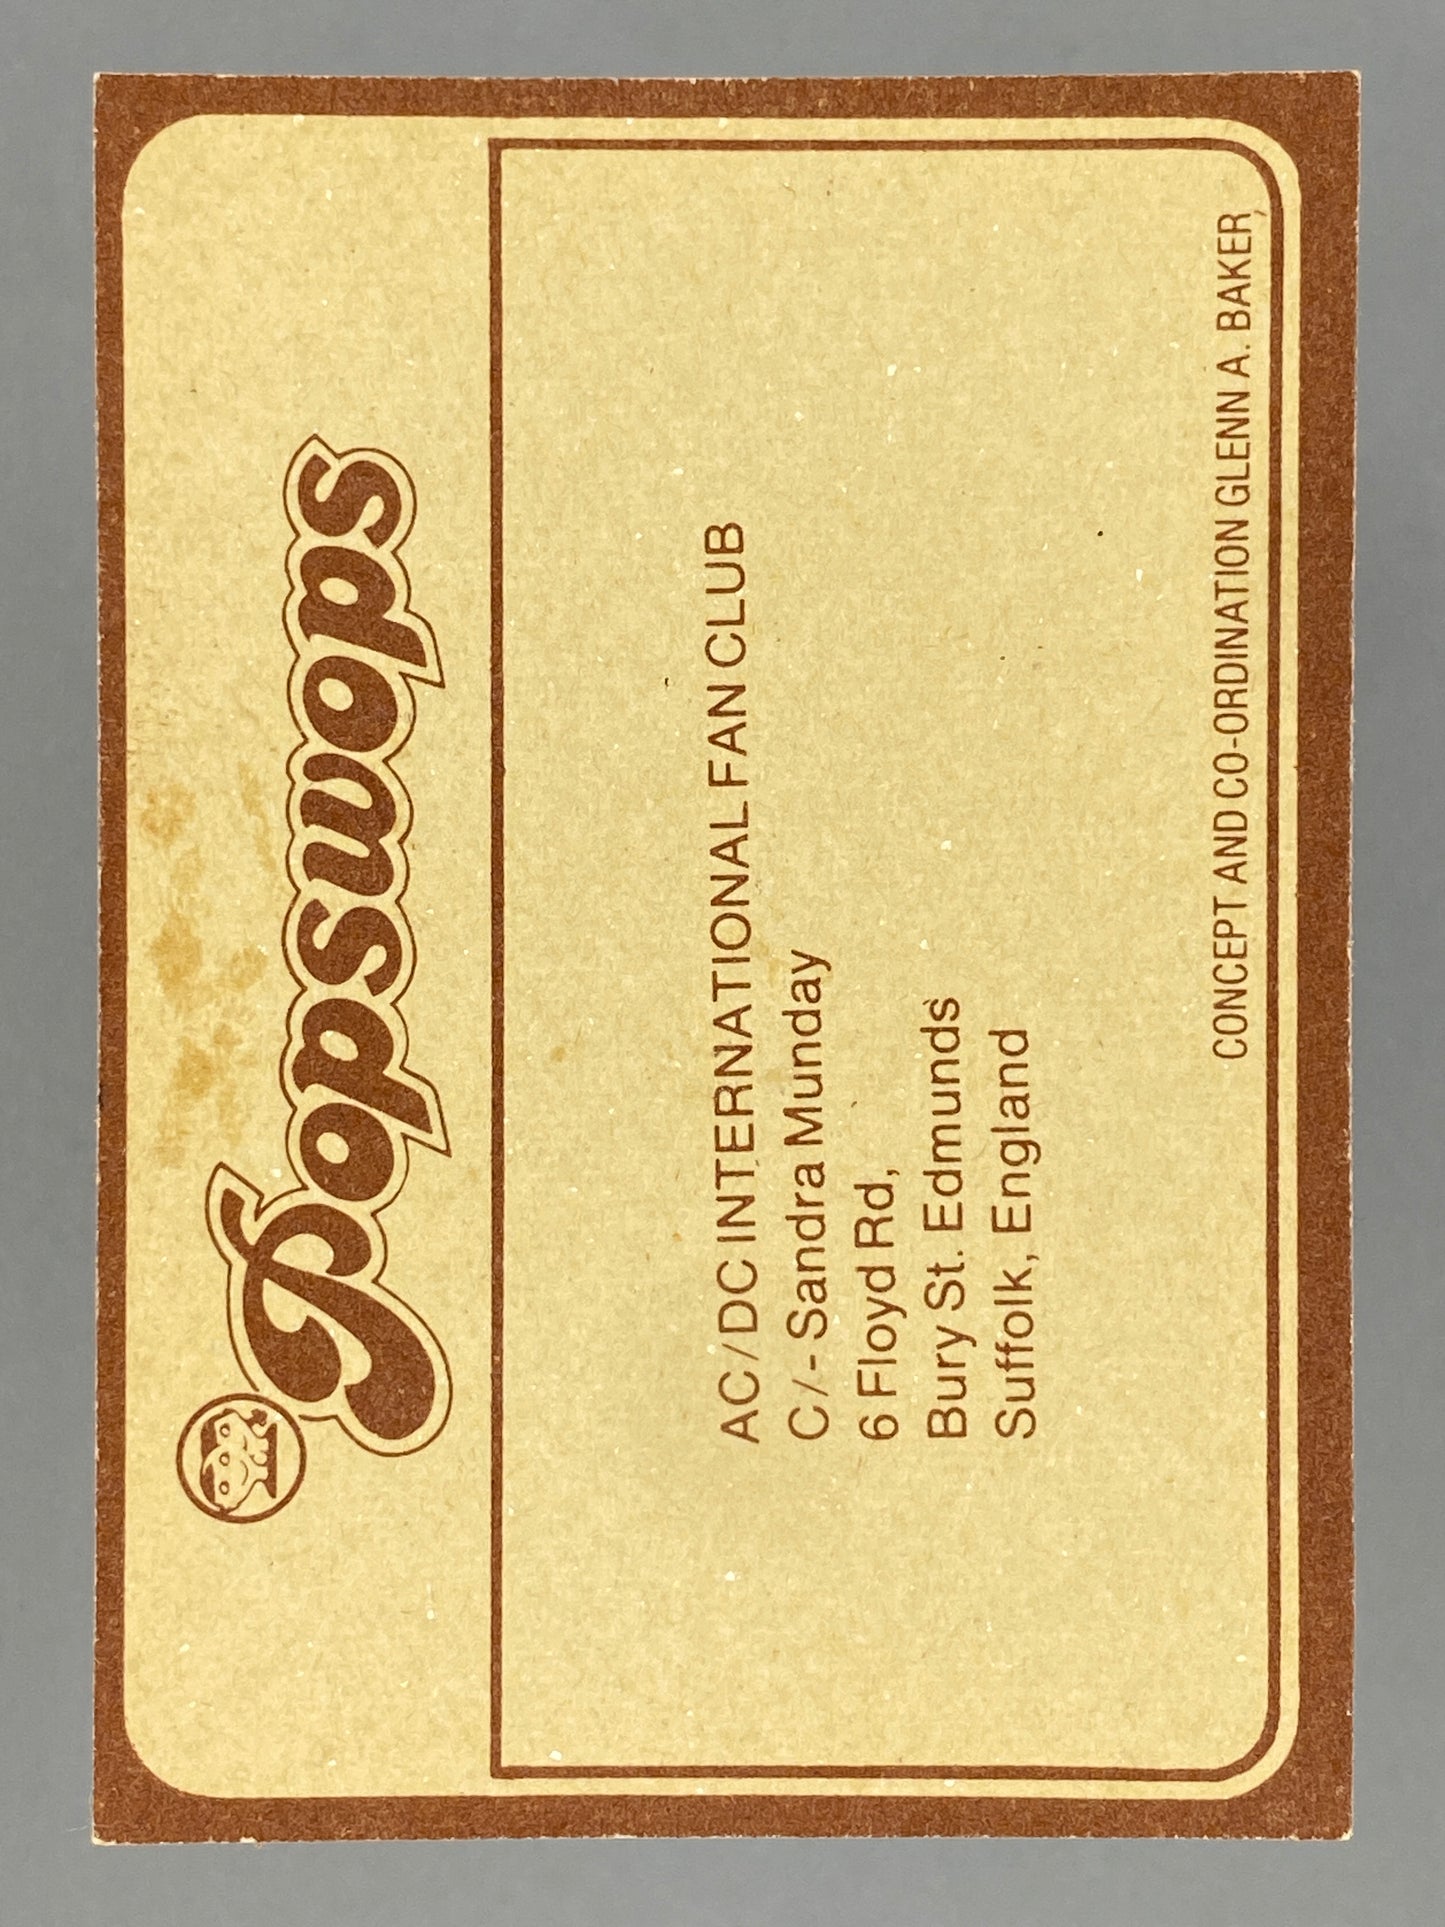 Popswops
AC/DC INTERNATIONAL FAN CLUB
C/- Sandra Munday
6 Floyd Rd,
Bury St. Edmunds
Suffolk, England
CONCEPT AND CO-ORDINATION GLENN A. BAKER,